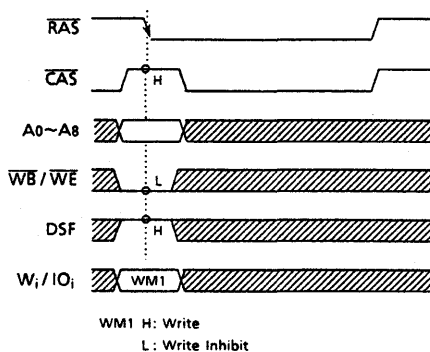 RAS
CAS
H
A0~A8
WB / WE
L
DSF
H
Wi / IOi
WM1
WM1 H: Write
L: Write Inhibit